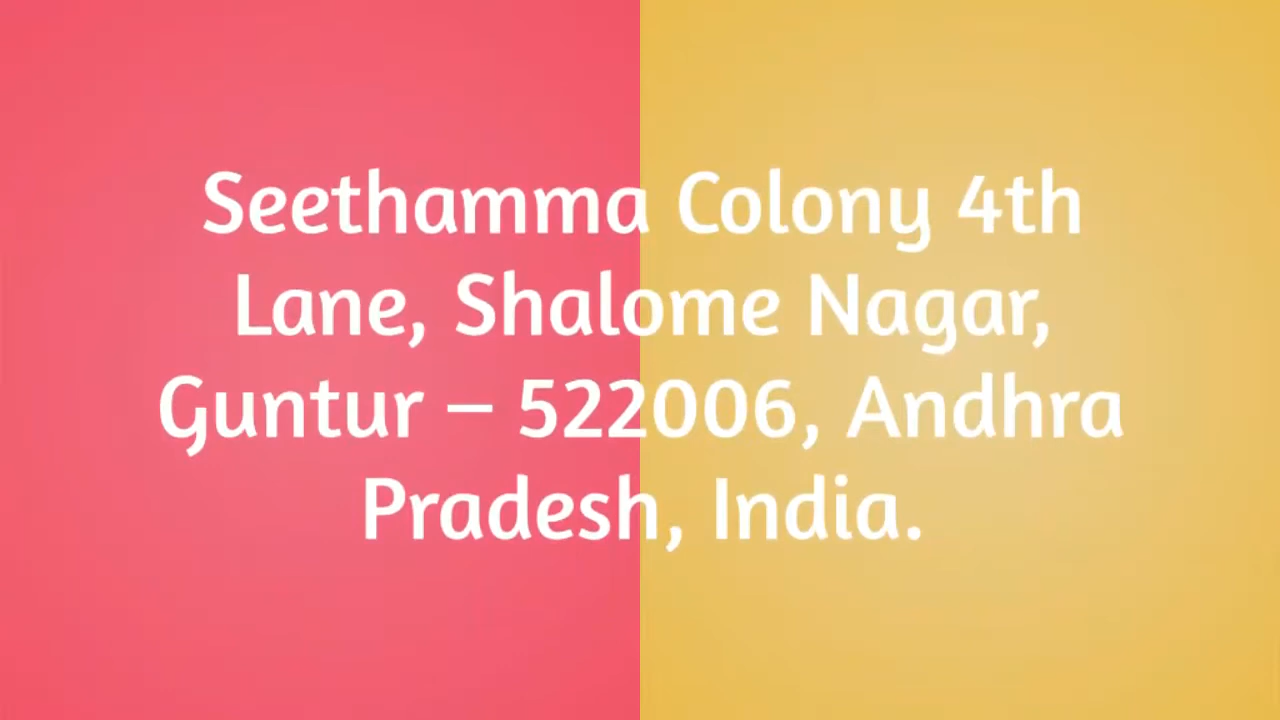 Seethamma Colony 4th
Lane, Shalome Nagar,
Guntur – 522006, Andhra
Pradesh, India.